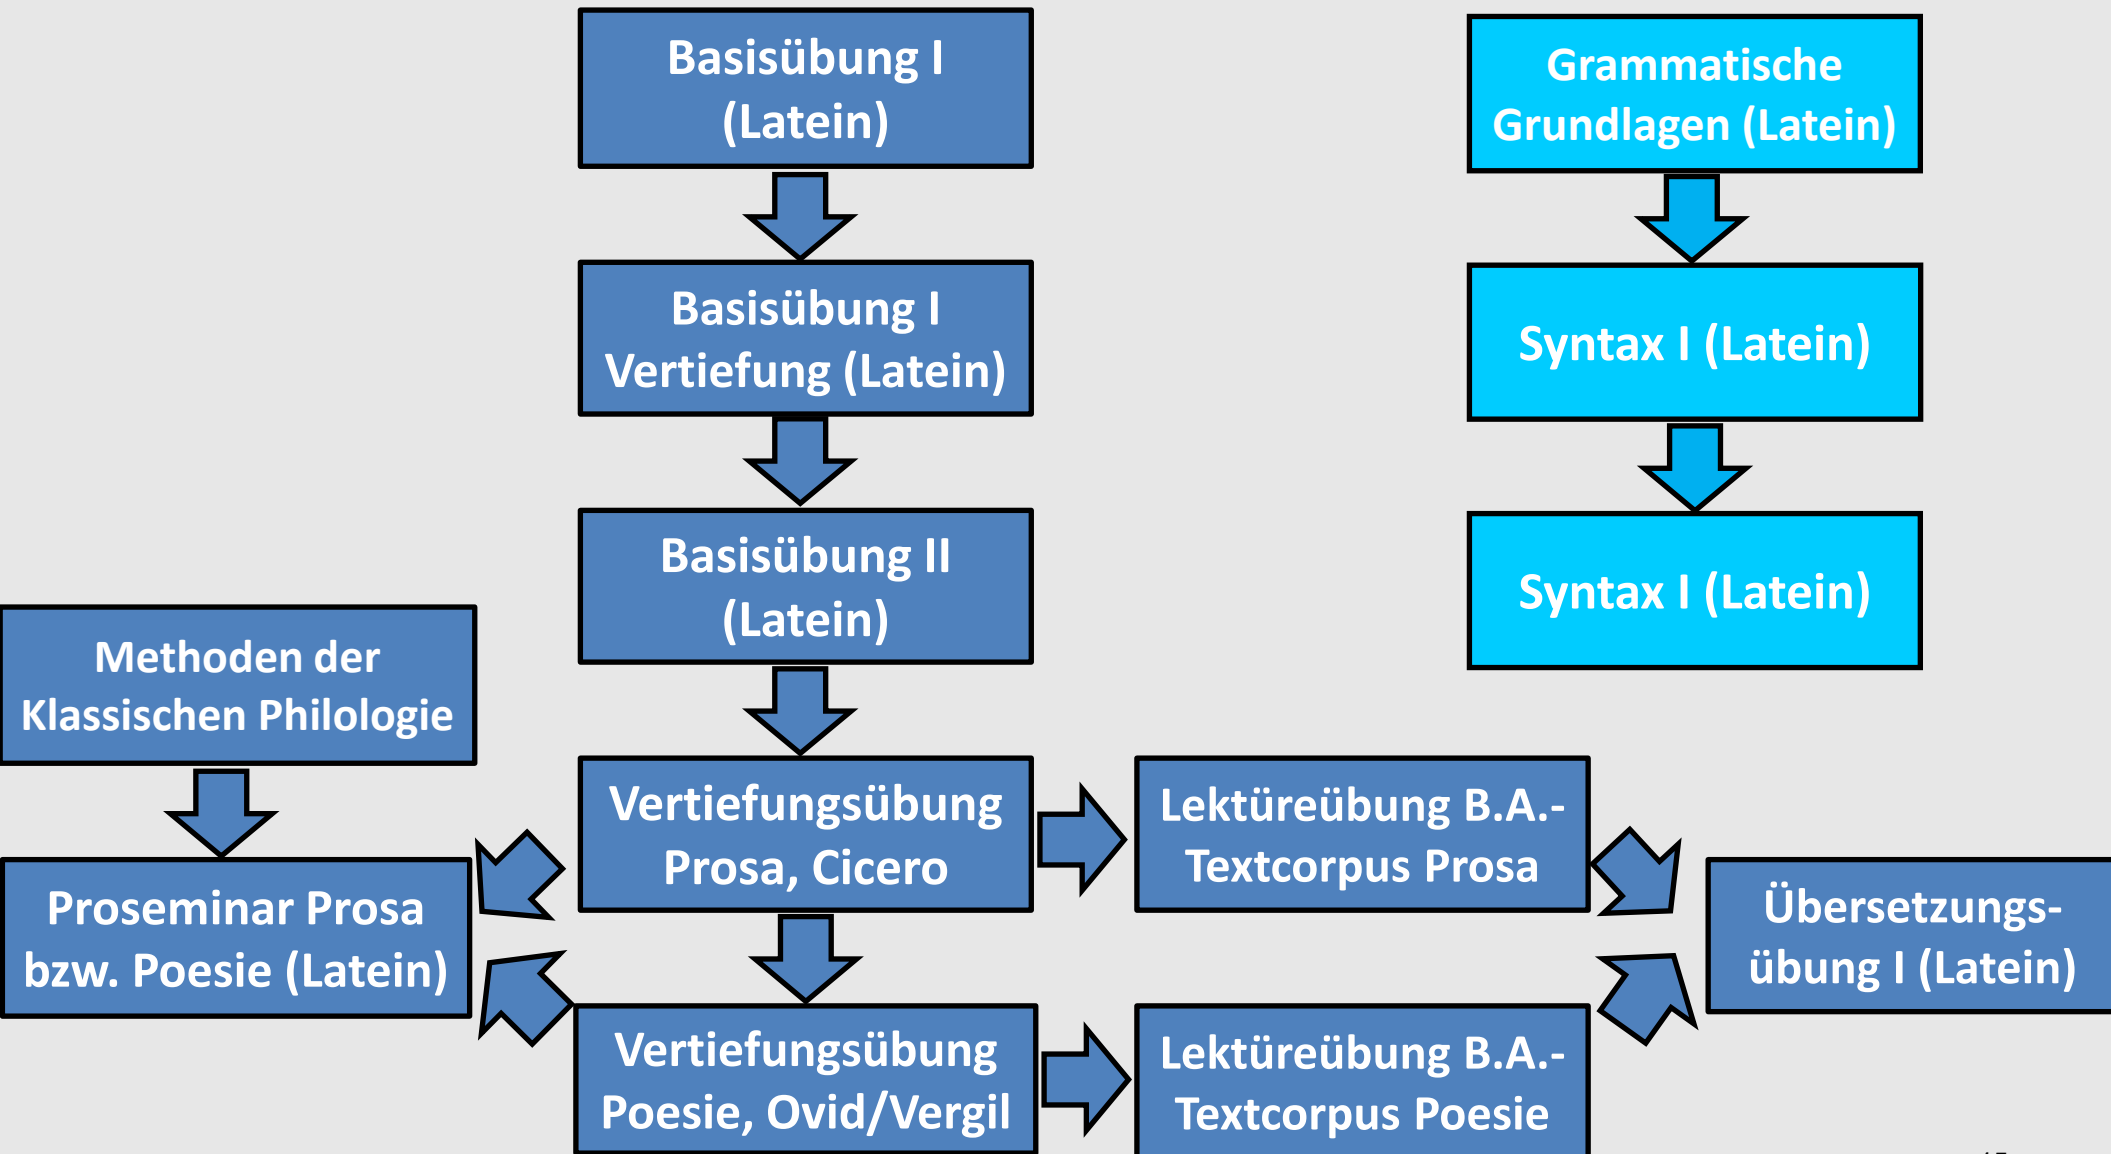 Basisübung I
(Latein)
Grammatische
Grundlagen (Latein)
Basisübung I
Vertiefung (Latein)
Syntax I (Latein)
Basisübung II
(Latein)
Syntax I (Latein)
Methoden der
Klassischen Philologie
Vertiefungsübung
Prosa, Cicero
Lektüreübung B.A.-
Textcorpus Prosa
Proseminar Prosa
bzw. Poesie (Latein)
Übersetzungs-
übung I (Latein)
Vertiefungsübung
Poesie, Ovid/Vergil
Lektüreübung B.A.-
Textcorpus Poesie